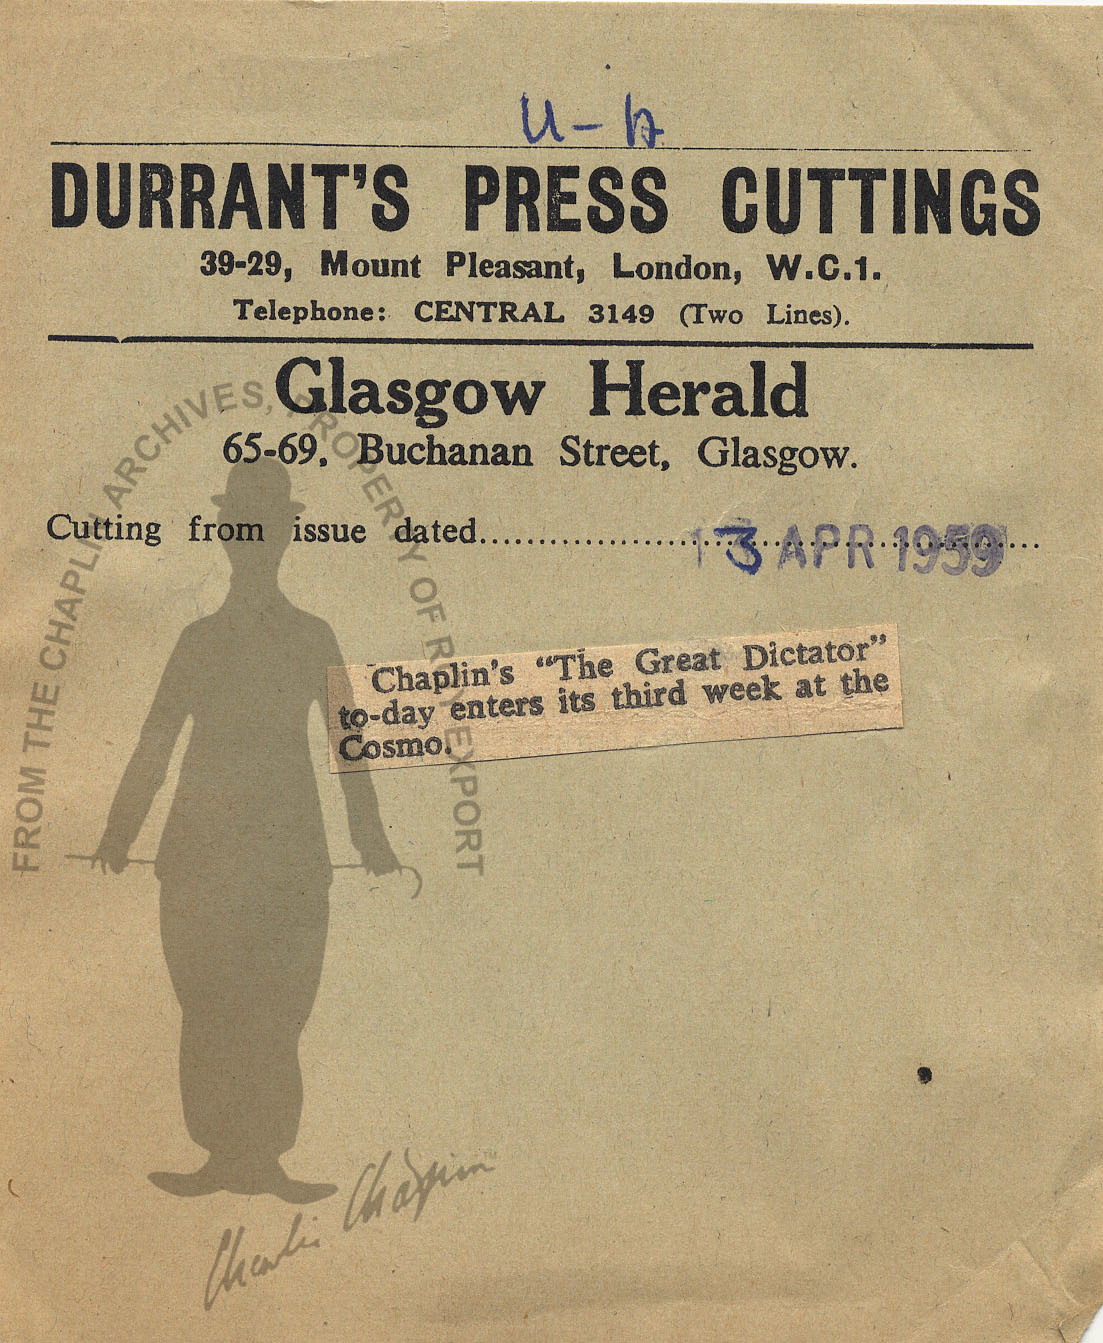 U-A
DURRANT'S PRESS CUTTINGS
39-29, Mount Pleasant, London, W.C.1.
Telephone: CENTRAL 3149 (Two Lines).
Glasgow Herald
65-69, Buchanan Street, Glasgow.
Cutting from issue dated.......................................... 13 APR 1959
Chaplin's “The Great Dictator”
to-day enters its third week at the
Cosmo.
FROM THE CHAPLIN ARCHIVES, PROPERTY OF ROY EXPORT
Charlie Chaplin